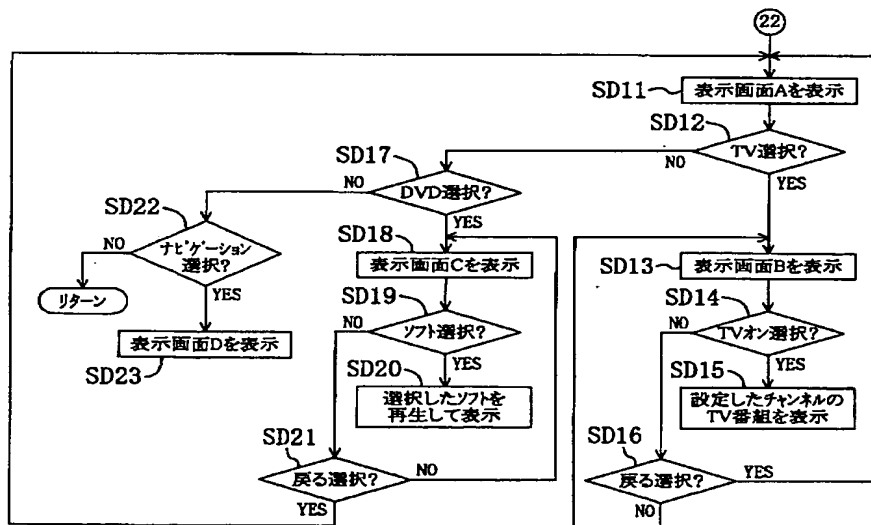 22
SD11
表示画面Aを表示
SD12
TV選択?
NO
YES
SD17
DVD選択?
NO
YES
SD22
ナビゲーション
選択?
NO
YES
リターン
SD18
表示画面Cを表示
SD13
表示画面Bを表示
SD19
ソフト選択?
NO
YES
SD14
TVオン選択?
NO
YES
表示画面Dを表示
SD23
SD20
選択したソフトを
再生して表示
SD15
設定したチャンネルの
TV番組を表示
SD21
戻る選択?
NO
YES
SD16
戻る選択?
YES
NO